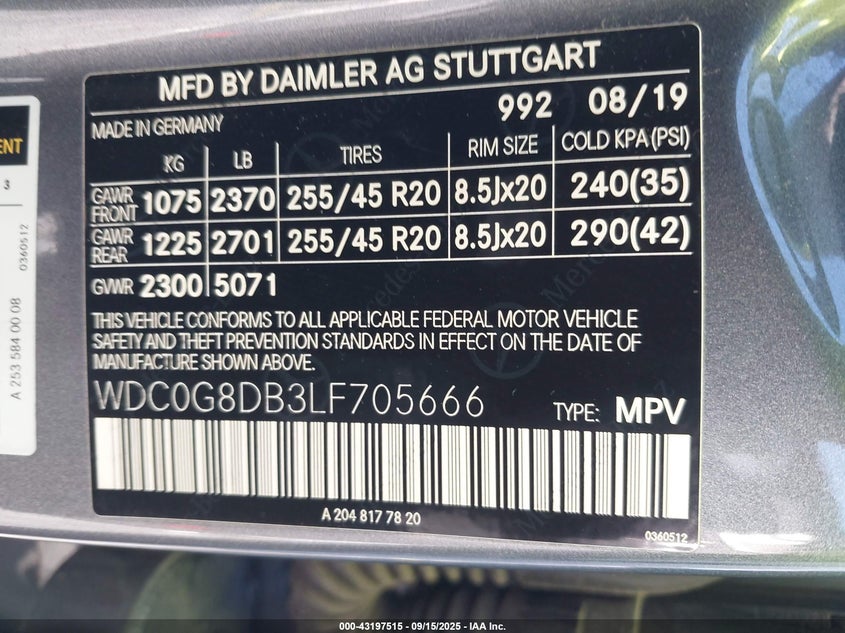 MFD BY DAIMLER AG STUTTGART
992 08/19
MADE IN GERMANY
KG LB TIRES RIM SIZE COLD KPA (PSI)
GAWR FRONT 1075 2370 255/45 R20 8.5Jx20 240(35)
GAWR REAR 1225 2701 255/45 R20 8.5Jx20 290(42)
GVWR 2300 5071
THIS VEHICLE CONFORMS TO ALL APPLICABLE FEDERAL MOTOR VEHICLE
SAFETY AND THEFT PREVENTION STANDARDS IN EFFECT ON THE DATE OF
MANUFACTURE SHOWN ABOVE.
WDC0G8DB3LF705666
TYPE: MPV
A 204 817 78 20
0360512
3
0360512
A 253 584 00 08
000-43197515 - 09/15/2025 - IAA Inc.